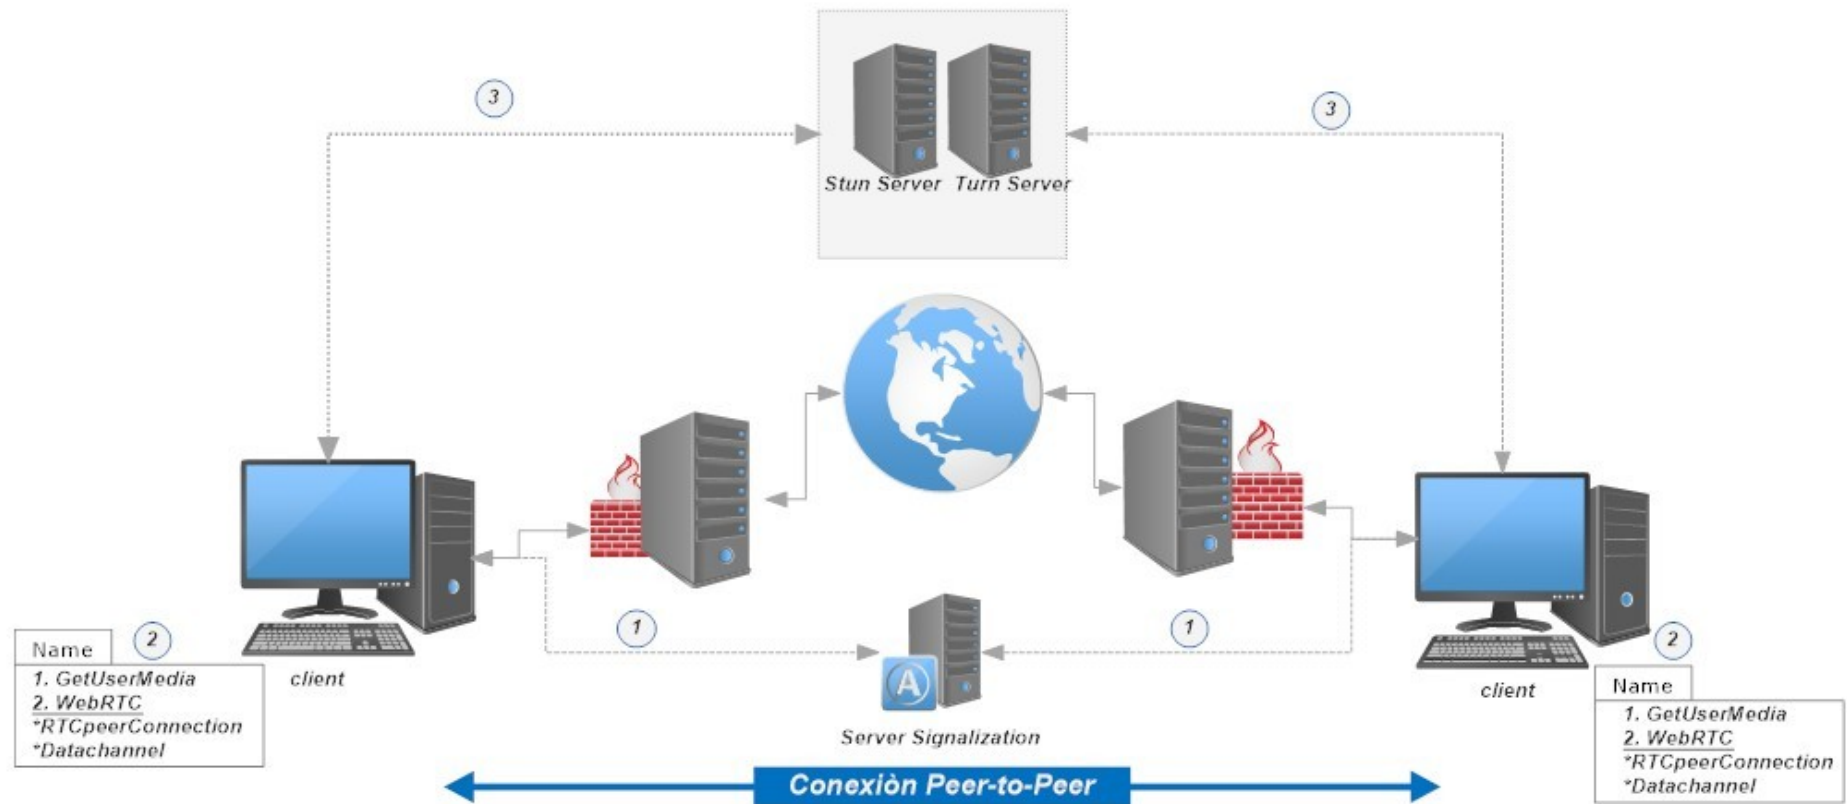 3
3
Stun Server
Turn Server
1
1
Name
2
1. GetUserMedia
2. WebRTC
*RTCpeerConnection
*Datachannel
client
A
Server Signalization
client
2
Name
1. GetUserMedia
2. WebRTC
*RTCpeerConnection
*Datachannel
Conexiòn Peer-to-Peer